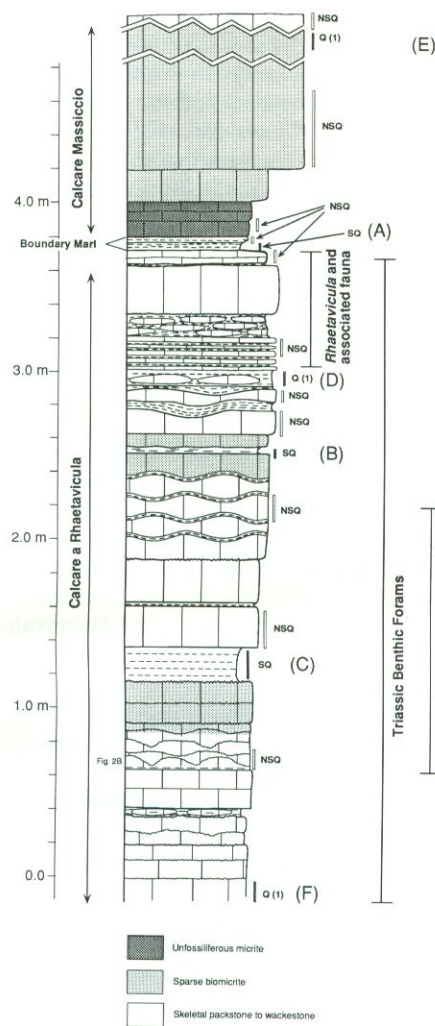 NSQ
Q (1)
(E)
Calcare Massiccio
NSQ
4.0 m
NSQ
SQ
(A)
Boundary Marl
Rhaetavicula and
associated fauna
NSQ
3.0 m
Q (1)
(D)
NSQ
NSQ
SQ
(B)
Calcare a Rhaetavicula
NSQ
2.0 m
Triassic Benthic Forams
NSQ
SQ
(C)
1.0 m
Fig. 2B
NSQ
0.0
Q (1)
(F)
Unfossiliferous micrite
Sparse biomicrite
Skeletal packstone to wackestone